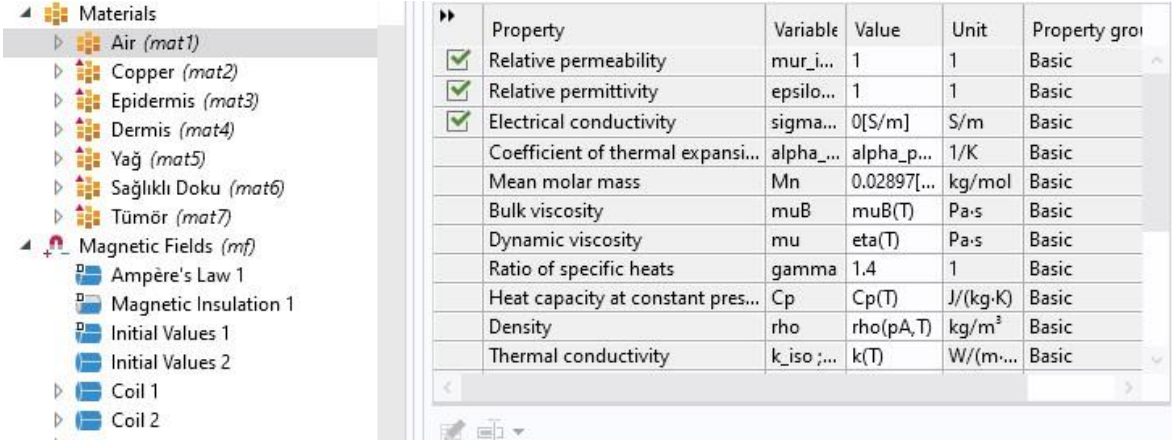 Materials
Air (mat1)
Copper (mat2)
Epidermis (mat3)
Dermis (mat4)
Yağ (mat5)
Sağlıklı Doku (mat6)
Tümör (mat7)
Magnetic Fields (mf)
Ampère's Law 1
Magnetic Insulation 1
Initial Values 1
Initial Values 2
Coil 1
Coil 2
Property Variable Value Unit Property grou
Relative permeability mur_i... 1 1 Basic
Relative permittivity epsilo... 1 1 Basic
Electrical conductivity sigma... 0[S/m] S/m Basic
Coefficient of thermal expansi... alpha_... alpha_p... 1/K Basic
Mean molar mass Mn 0.02897[... kg/mol Basic
Bulk viscosity muB muB(T) Pa·s Basic
Dynamic viscosity mu eta(T) Pa·s Basic
Ratio of specific heats gamma 1.4 1 Basic
Heat capacity at constant pres... Cp Cp(T) J/(kg·K) Basic
Density rho rho(pA,T) kg/m³ Basic
Thermal conductivity k_iso ;... k(T) W/(m·... Basic